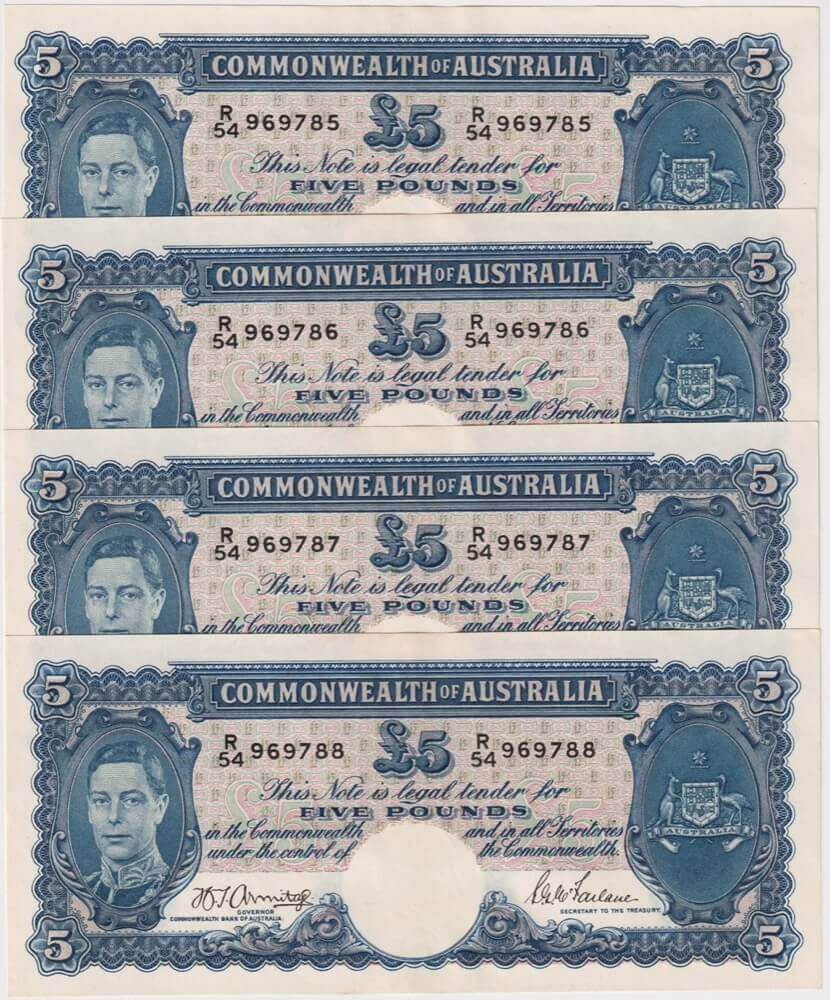 5 COMMONWEALTH OF AUSTRALIA 5
R/54 969785 £5 R/54 969785
This Note is legal tender for
FIVE POUNDS
in the Commonwealth and in all Territories
AUSTRALIA
5 COMMONWEALTH OF AUSTRALIA 5
R/54 969786 £5 R/54 969786
This Note is legal tender for
FIVE POUNDS
in the Commonwealth and in all Territories
AUSTRALIA
5 COMMONWEALTH OF AUSTRALIA 5
R/54 969787 £5 R/54 969787
This Note is legal tender for
FIVE POUNDS
in the Commonwealth and in all Territories
5 COMMONWEALTH OF AUSTRALIA 5
R/54 969788 £5 R/54 969788
This Note is legal tender for
FIVE POUNDS
in the Commonwealth and in all Territories
AUSTRALIA
under the control of the Commonwealth.
H.T. Armitage S.G. McFarlane
GOVERNOR SECRETARY TO THE TREASURY.
COMMONWEALTH BANK OF AUSTRALIA.
5 5